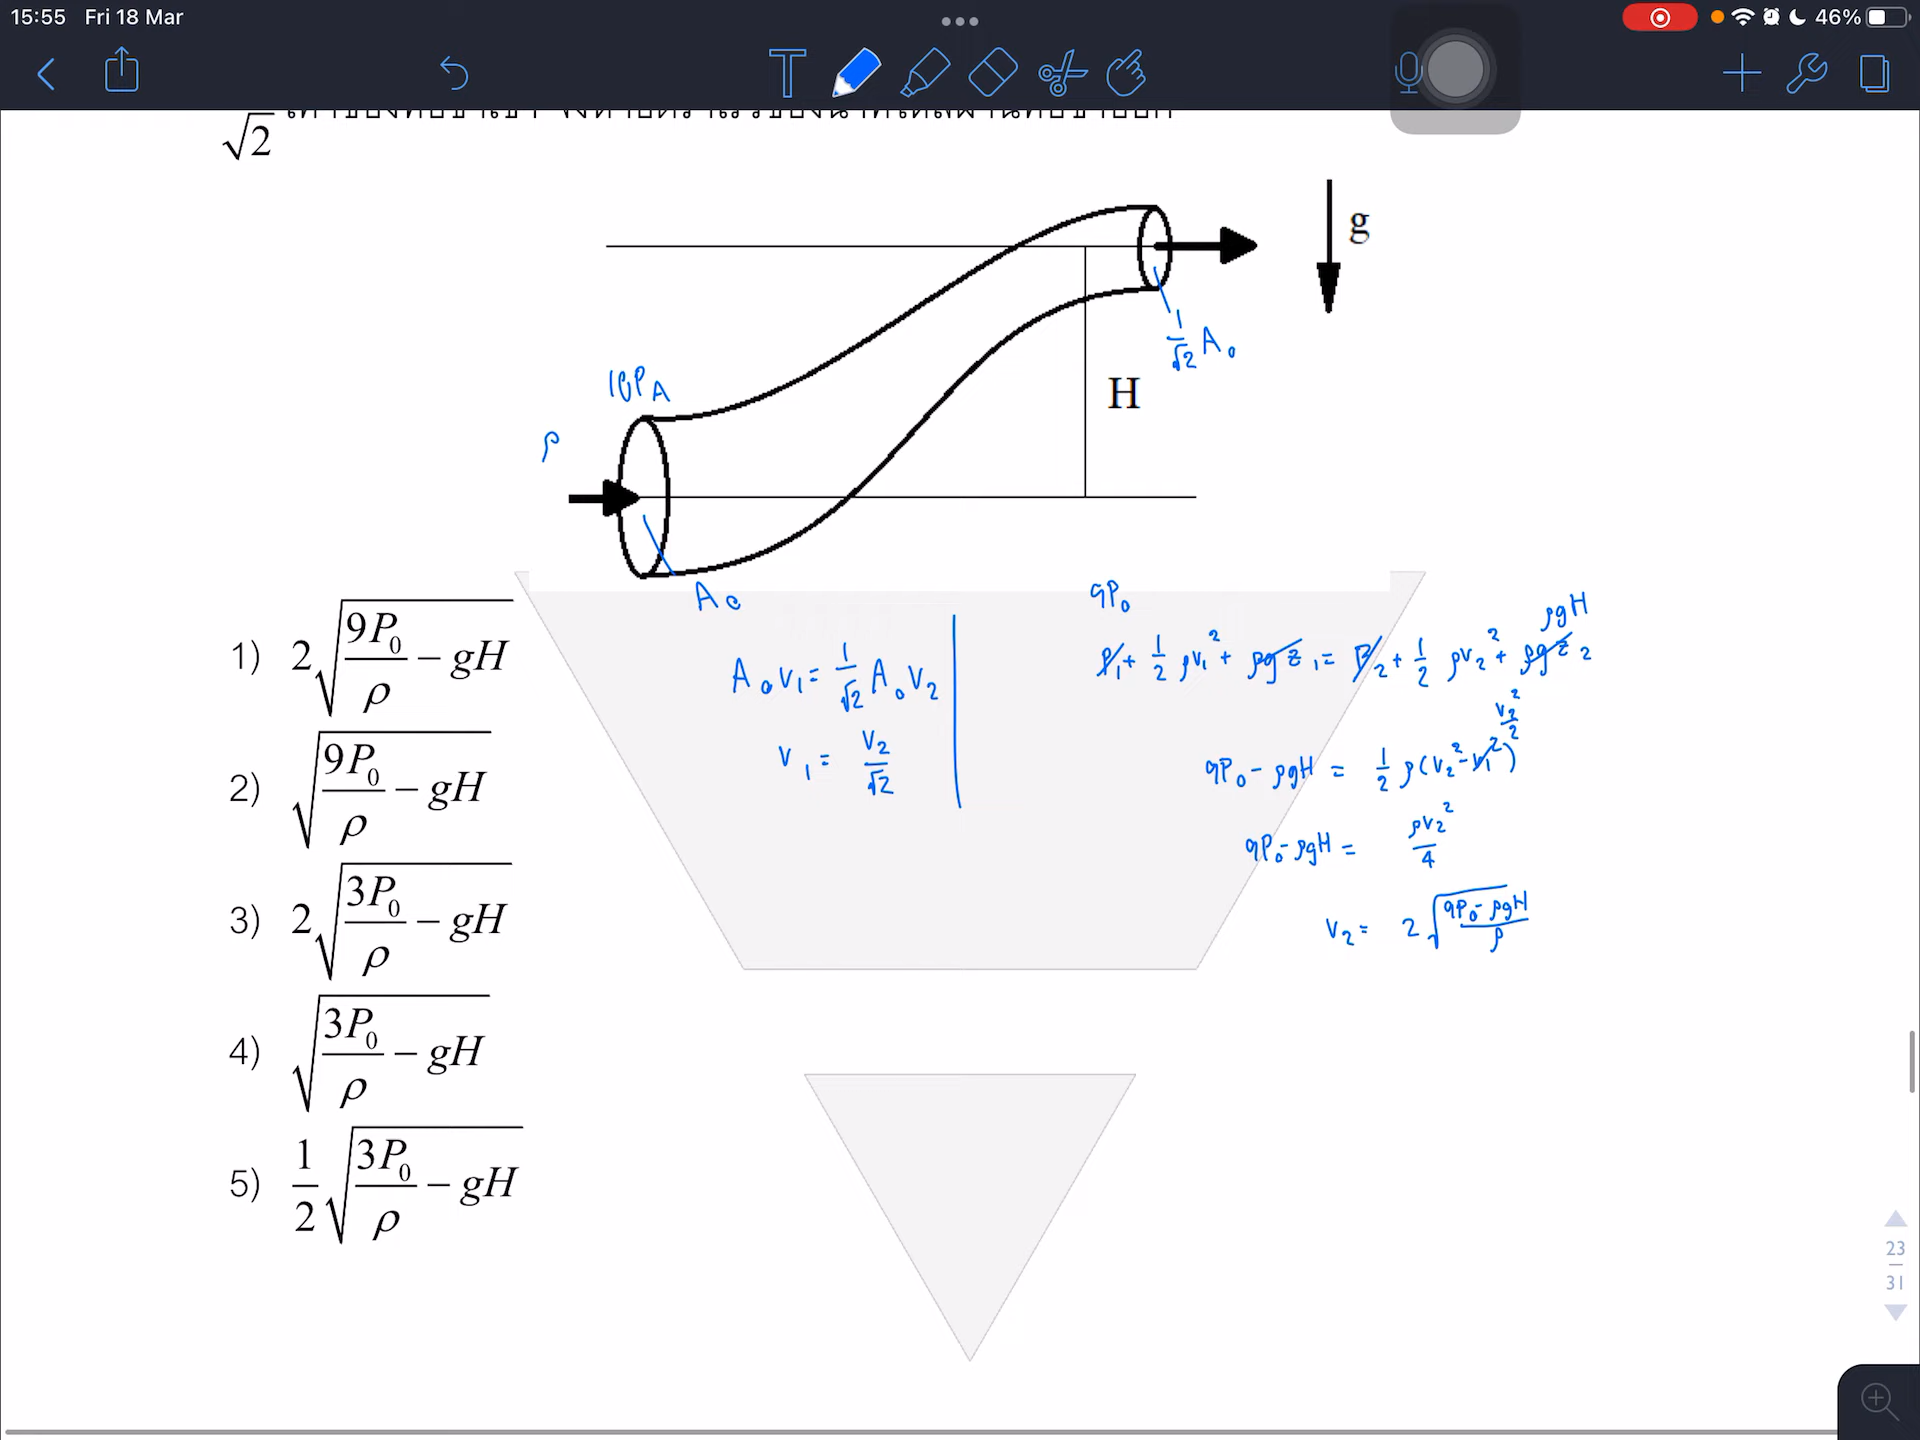 15:55 Fri 18 Mar 46%
√2
g
1/√2 A₀
H
10P_A
ρ
A₀
9P₀
ρgH
1) 2√(9P₀/ρ − gH)
A₀v₁ = 1/√2 A₀v₂
P₁ + 1/2 ρv₁² + ρgz₁ = P₂ + 1/2 ρv₂² + ρgz₂
v₁ = v₂/√2
v₂²/2
9P₀ − ρgH = 1/2 ρ(v₂² − v₁²)
2) √(9P₀/ρ − gH)
9P₀ − ρgH = ρv₂²/4
3) 2√(3P₀/ρ − gH)
v₂ = 2√((9P₀ − ρgH)/ρ)
4) √(3P₀/ρ − gH)
5) 1/2 √(3P₀/ρ − gH)
23
31